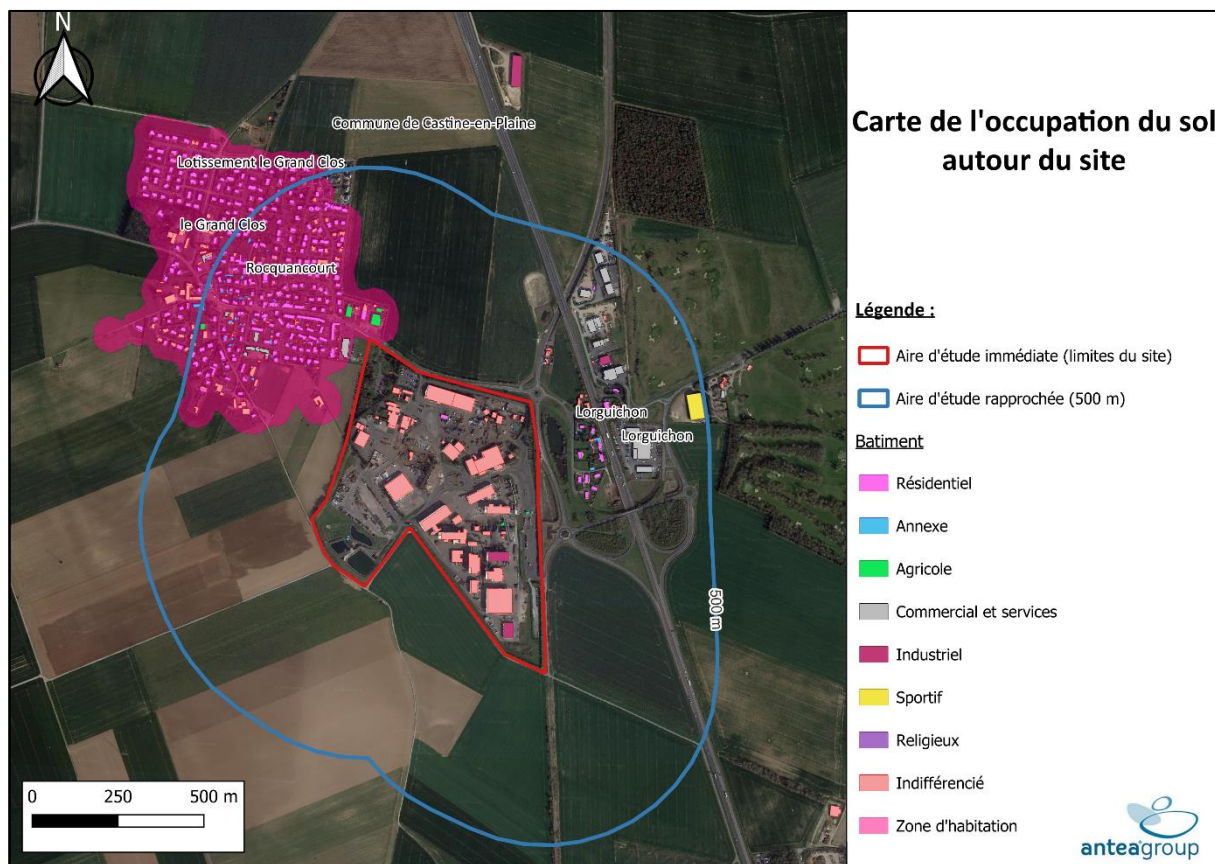 N
Commune de Castine-en-Plaine
Lotissement le Grand Clos
le Grand Clos
Rocquancourt
Lorguichon
Lorguichon
500 m
0 250 500 m
Carte de l'occupation du sol
autour du site
Légende :
Aire d'étude immédiate (limites du site)
Aire d'étude rapprochée (500 m)
Batiment
Résidentiel
Annexe
Agricole
Commercial et services
Industriel
Sportif
Religieux
Indifférencié
Zone d'habitation
anteagroup